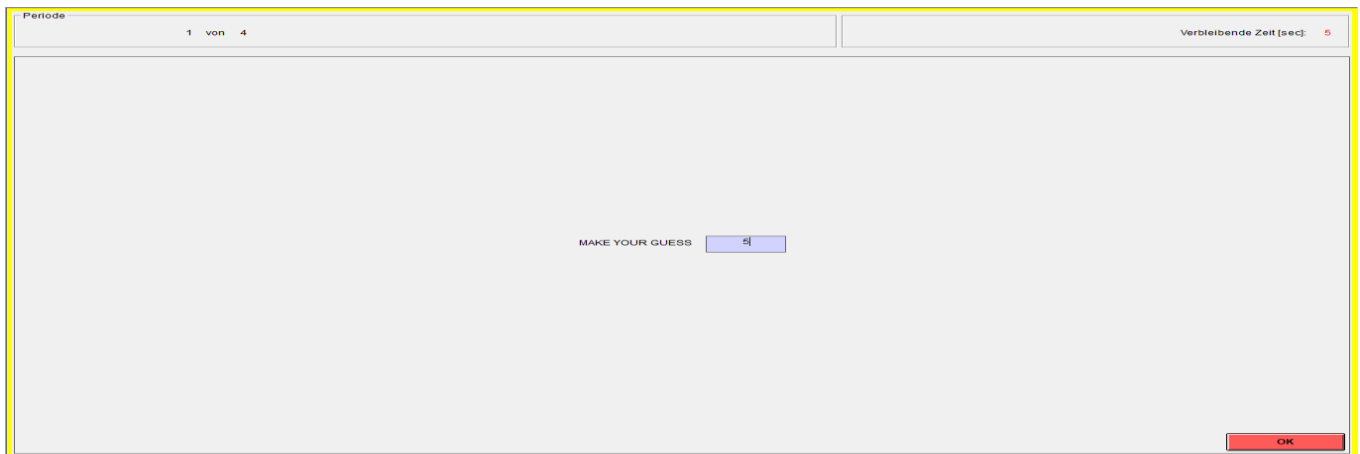 Periode
1 von 4
Verbleibende Zeit [sec]: 5
MAKE YOUR GUESS 5
OK